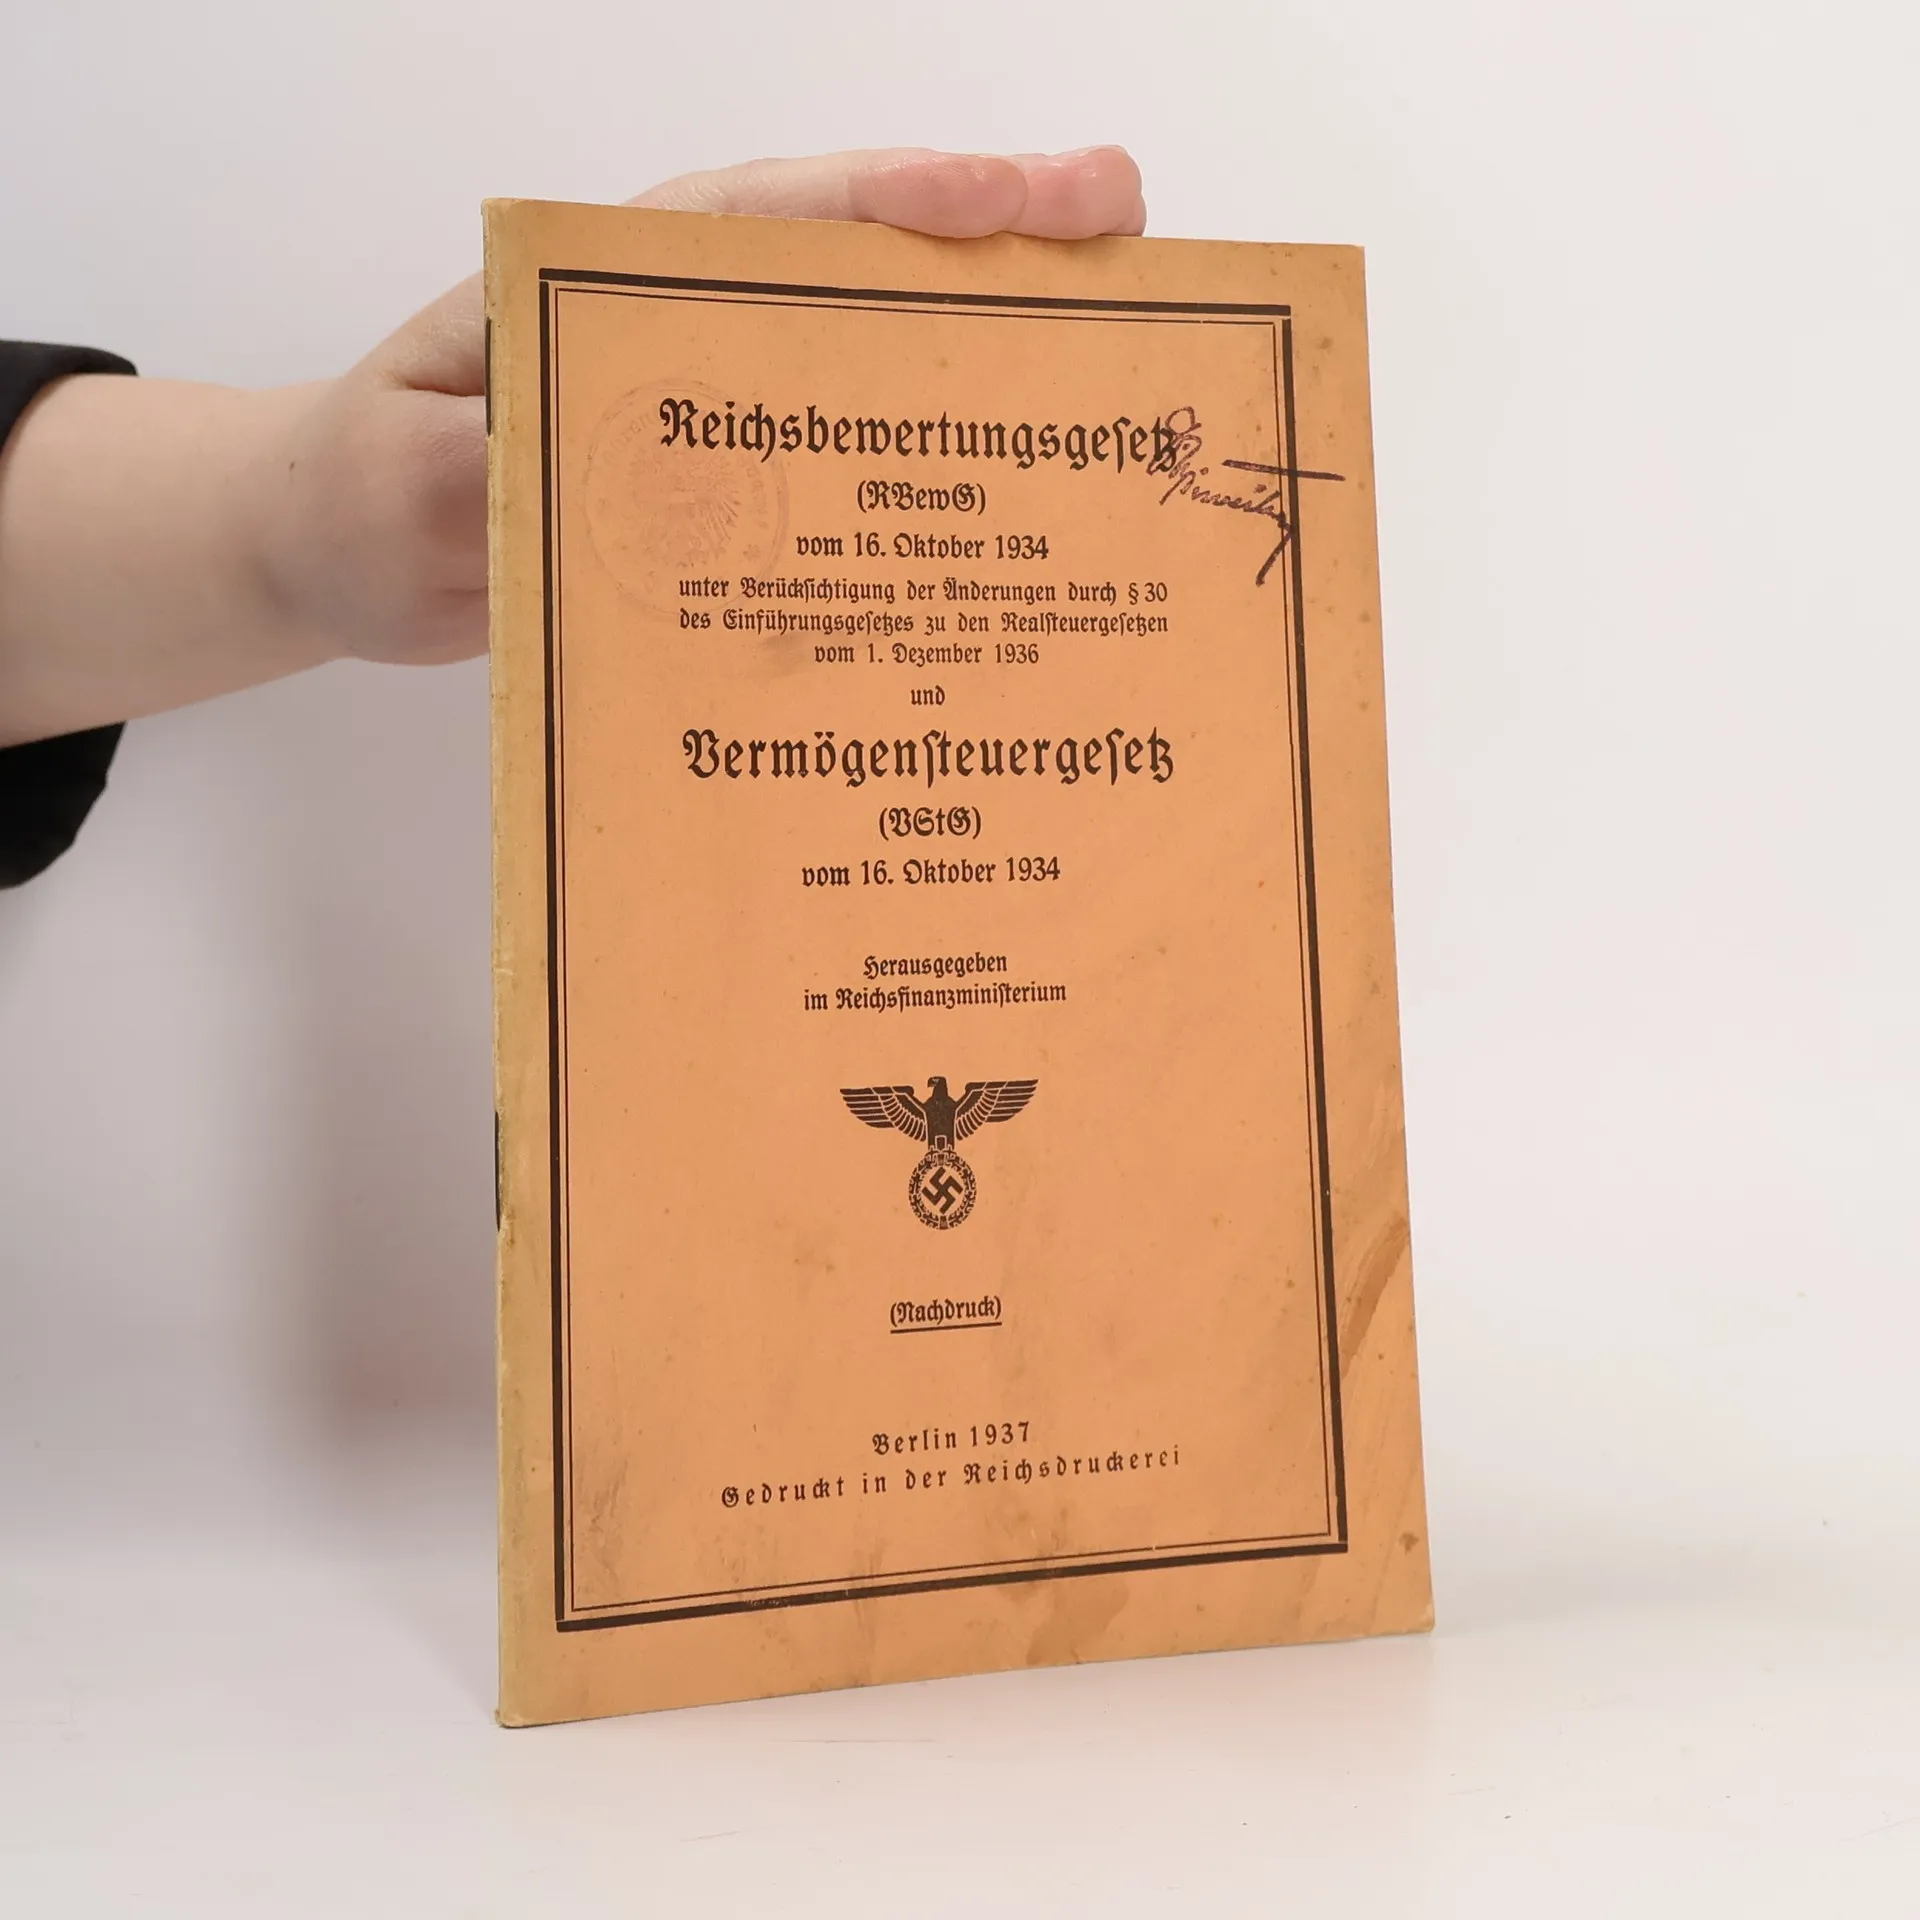 Reichsbewertungsgesetz
(RBewG)
vom 16. Oktober 1934
unter Berücksichtigung der Änderungen durch § 30
des Einführungsgesetzes zu den Realsteuergesetzen
vom 1. Dezember 1936
und
Vermögensteuergesetz
(VStG)
vom 16. Oktober 1934
Herausgegeben
im Reichsfinanzministerium
(Nachdruck)
Berlin 1937
Gedruckt in der Reichsdruckerei